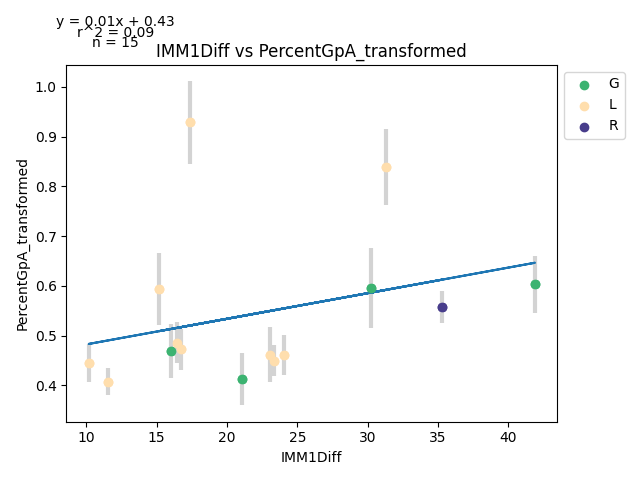 y = 0.01x + 0.43
r^2 = 0.09
n = 15
IMM1Diff vs PercentGpA_transformed
G
L
R
1.0
0.9
0.8
0.7
0.6
0.5
0.4
PercentGpA_transformed
10 15 20 25 30 35 40
IMM1Diff